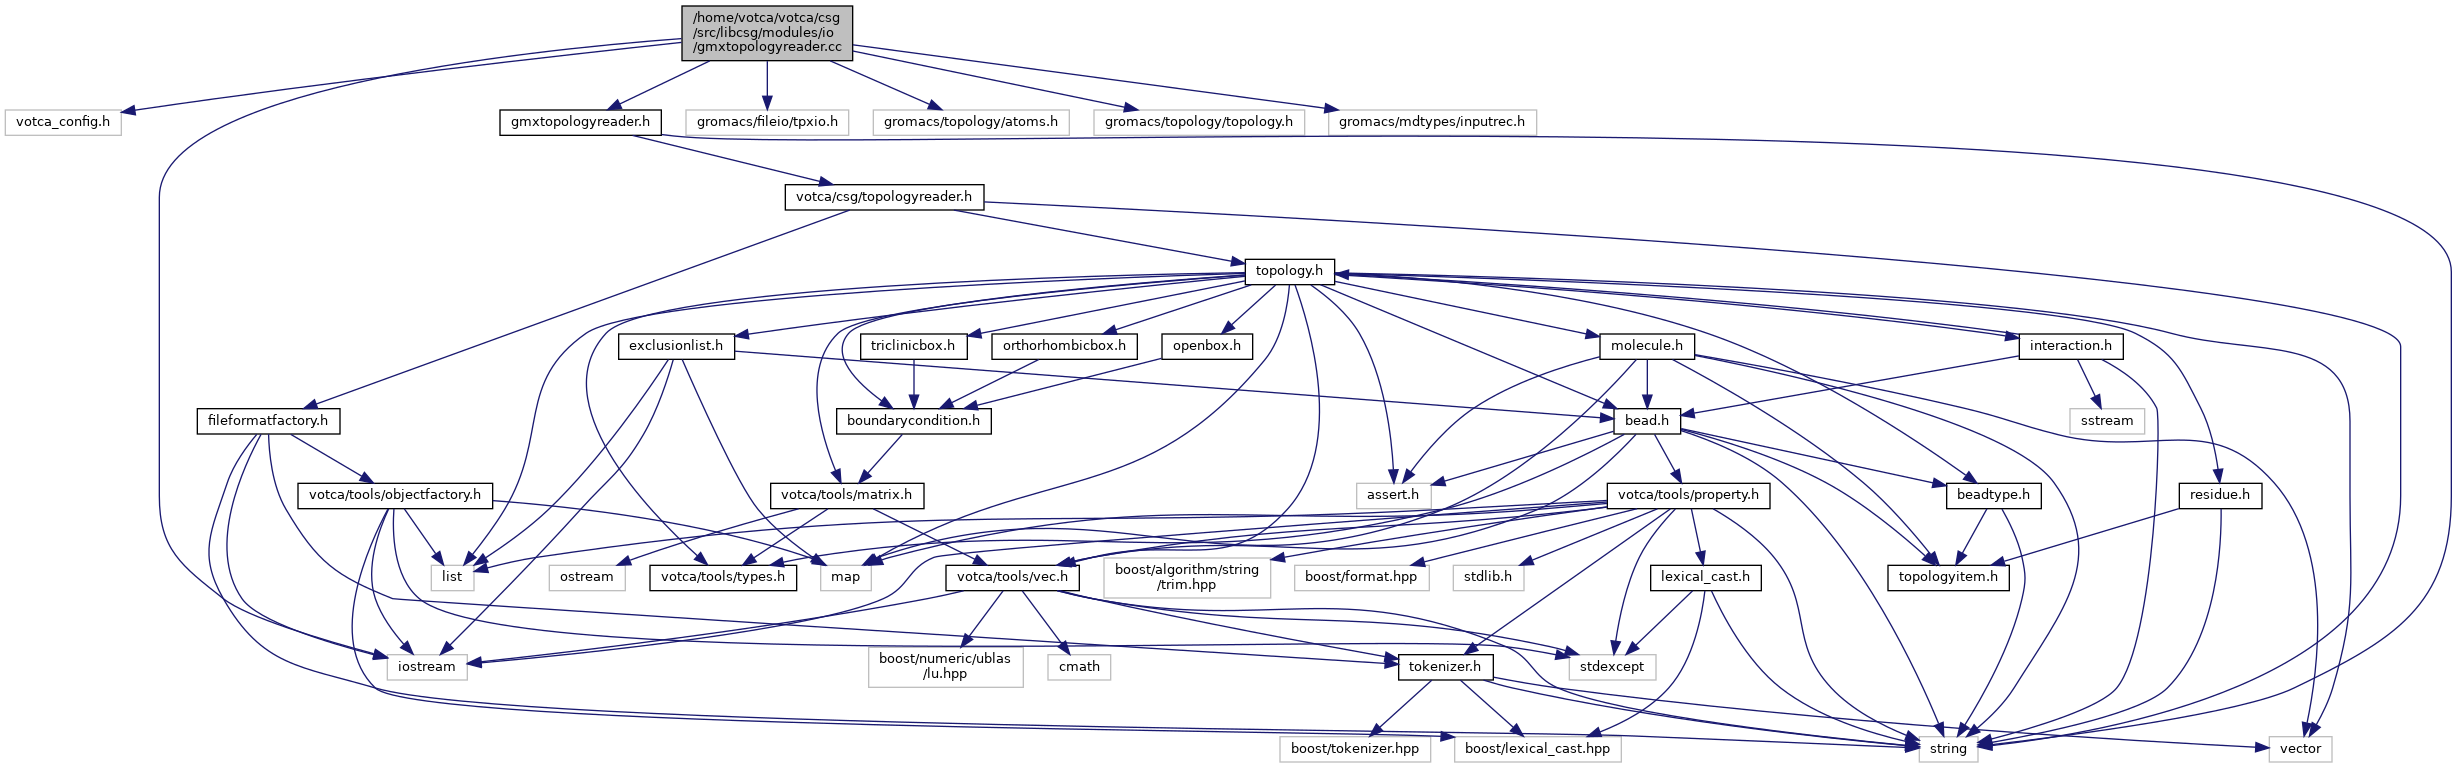 /home/votca/votca/csg
/src/libcsg/modules/io
/gmxtopologyreader.cc
votca_config.h
gmxtopologyreader.h
gromacs/fileio/tpxio.h
gromacs/topology/atoms.h
gromacs/topology/topology.h
gromacs/mdtypes/inputrec.h
votca/csg/topologyreader.h
topology.h
exclusionlist.h
triclinicbox.h
orthorhombicbox.h
openbox.h
molecule.h
interaction.h
fileformatfactory.h
boundarycondition.h
bead.h
sstream
votca/tools/objectfactory.h
votca/tools/matrix.h
assert.h
votca/tools/property.h
beadtype.h
residue.h
list
ostream
votca/tools/types.h
map
votca/tools/vec.h
boost/algorithm/string
/trim.hpp
boost/format.hpp
stdlib.h
lexical_cast.h
topologyitem.h
iostream
boost/numeric/ublas
/lu.hpp
cmath
tokenizer.h
stdexcept
boost/tokenizer.hpp
boost/lexical_cast.hpp
string
vector